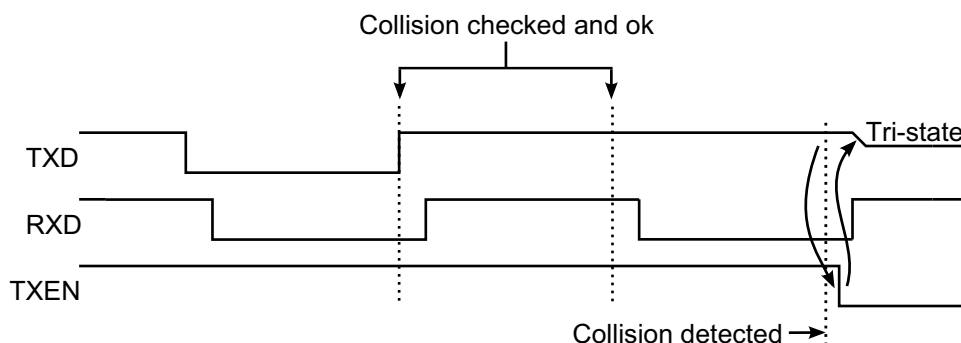 Collision checked and ok
TXD
Tri-state
RXD
TXEN
Collision detected